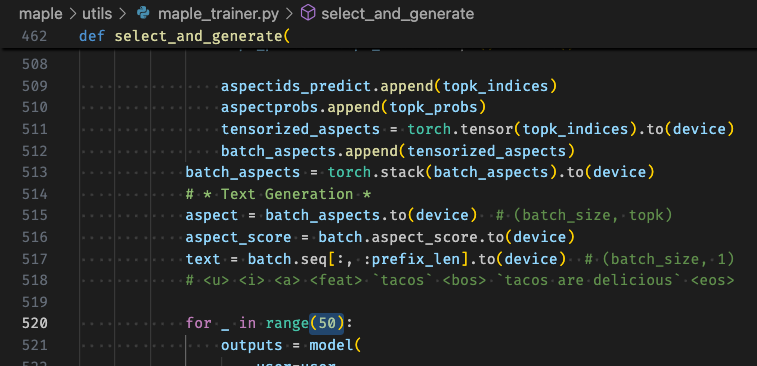 maple > utils > maple_trainer.py > select_and_generate
462 def select_and_generate(
508
509 aspectids_predict.append(topk_indices)
510 aspectprobs.append(topk_probs)
511 tensorized_aspects = torch.tensor(topk_indices).to(device)
512 batch_aspects.append(tensorized_aspects)
513 batch_aspects = torch.stack(batch_aspects).to(device)
514 # * Text Generation *
515 aspect = batch_aspects.to(device)  # (batch_size, topk)
516 aspect_score = batch.aspect_score.to(device)
517 text = batch.seq[:, :prefix_len].to(device)  # (batch_size, 1)
518 # <u> <i> <a> <feat> `tacos` <bos> `tacos are delicious` <eos>
519
520 for _ in range(50):
521 outputs = model(